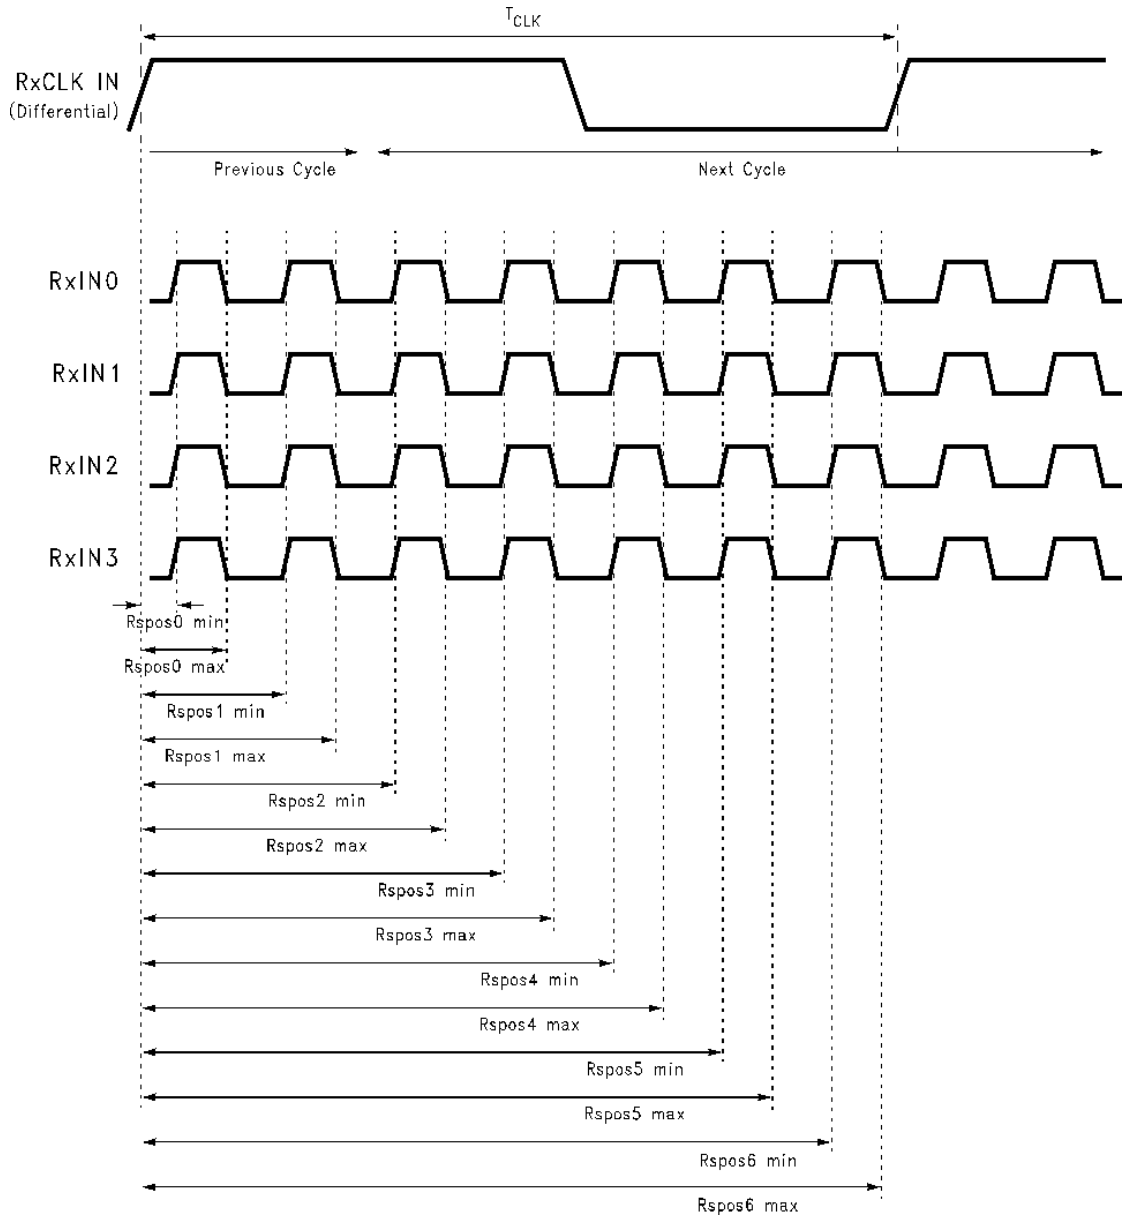 T_CLK
RxCLK IN
(Differential)
Previous Cycle
Next Cycle
RxIN0
RxIN1
RxIN2
RxIN3
Rspos0 min
Rspos0 max
Rspos1 min
Rspos1 max
Rspos2 min
Rspos2 max
Rspos3 min
Rspos3 max
Rspos4 min
Rspos4 max
Rspos5 min
Rspos5 max
Rspos6 min
Rspos6 max